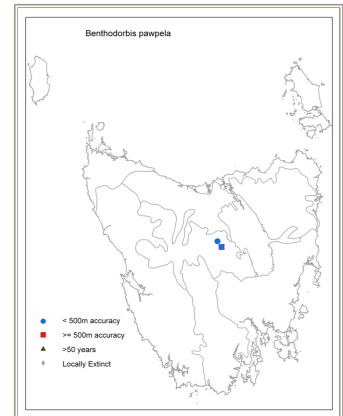 Benthodorbis pawpela
< 500m accuracy
>= 500m accuracy
>50 years
Locally Extinct